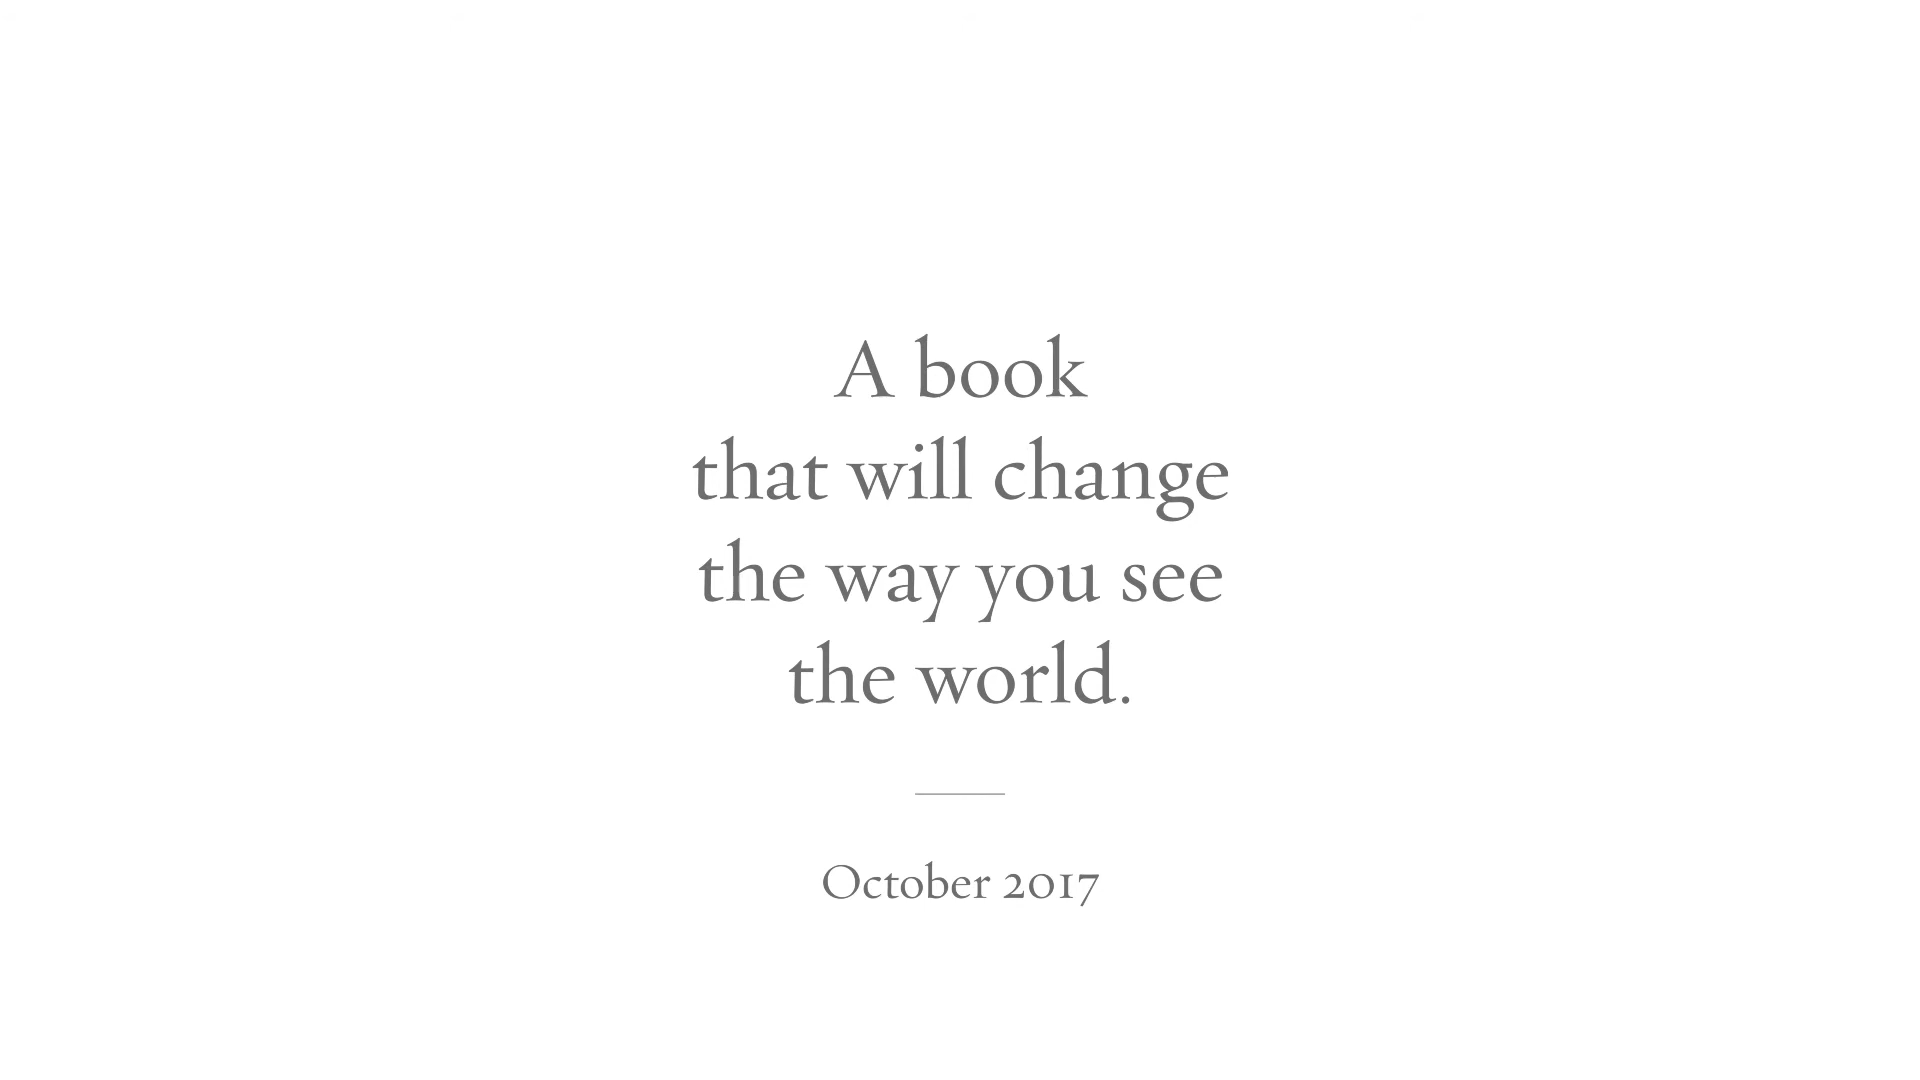 A book
that will change
the way you see
the world.
October 2017